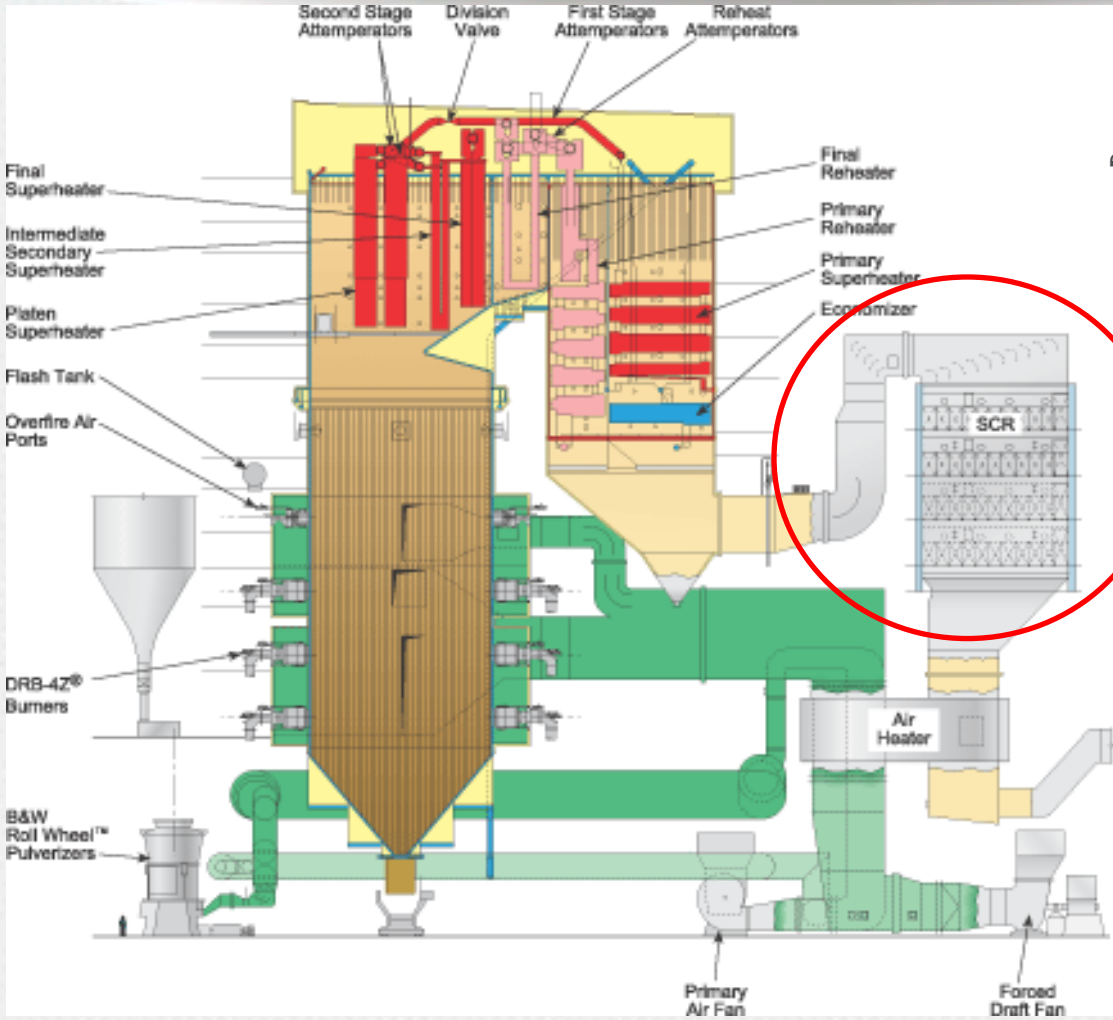 Second Stage
Attemperators
Division
Valve
First Stage
Attemperators
Reheat
Attemperators
Final
Superheater
Intermediate
Secondary
Superheater
Platen
Superheater
Flash Tank
Overfire Air
Ports
DRB-4Z®
Burners
B&W
Roll Wheel™
Pulverizers
Final
Reheater
Primary
Reheater
Primary
Superheater
Economizer
SCR
Air
Heater
Primary
Air Fan
Forced
Draft Fan